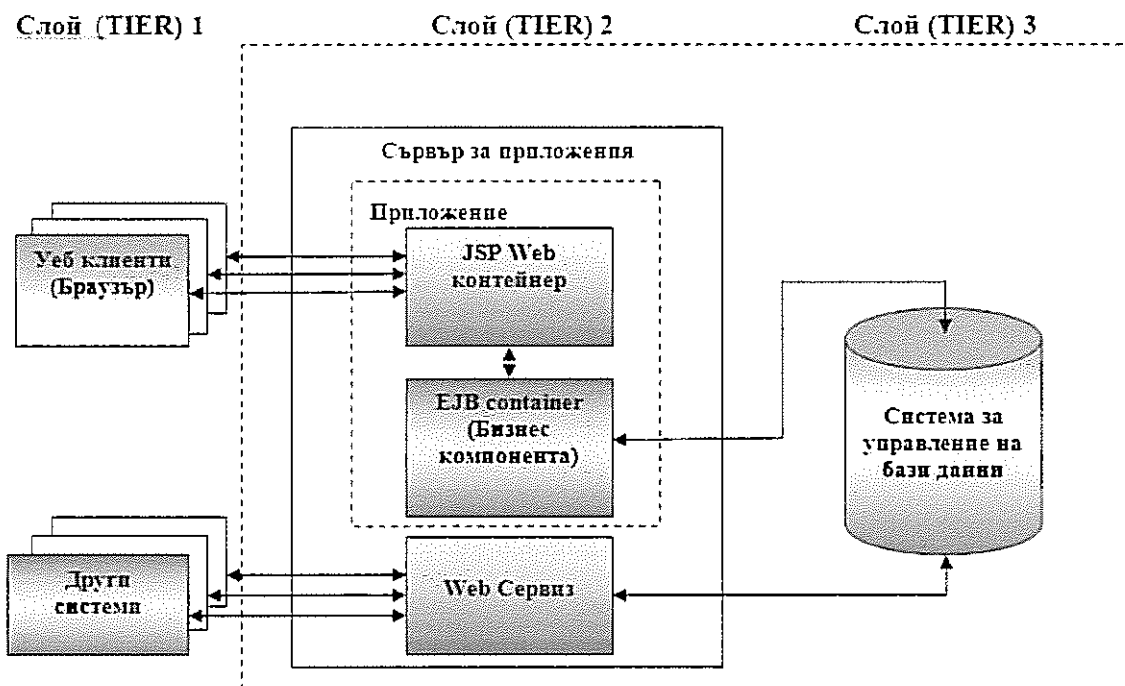 Слой (TIER) 1
Слой (TIER) 2
Слой (TIER) 3
Сървър за приложения
Приложение
Уеб клиенти
(Браузър)
JSP Web
контейнер
EJB container
(Бизнес
компонента)
Система за
управление на
бази данни
Други
системи
Web Сервиз